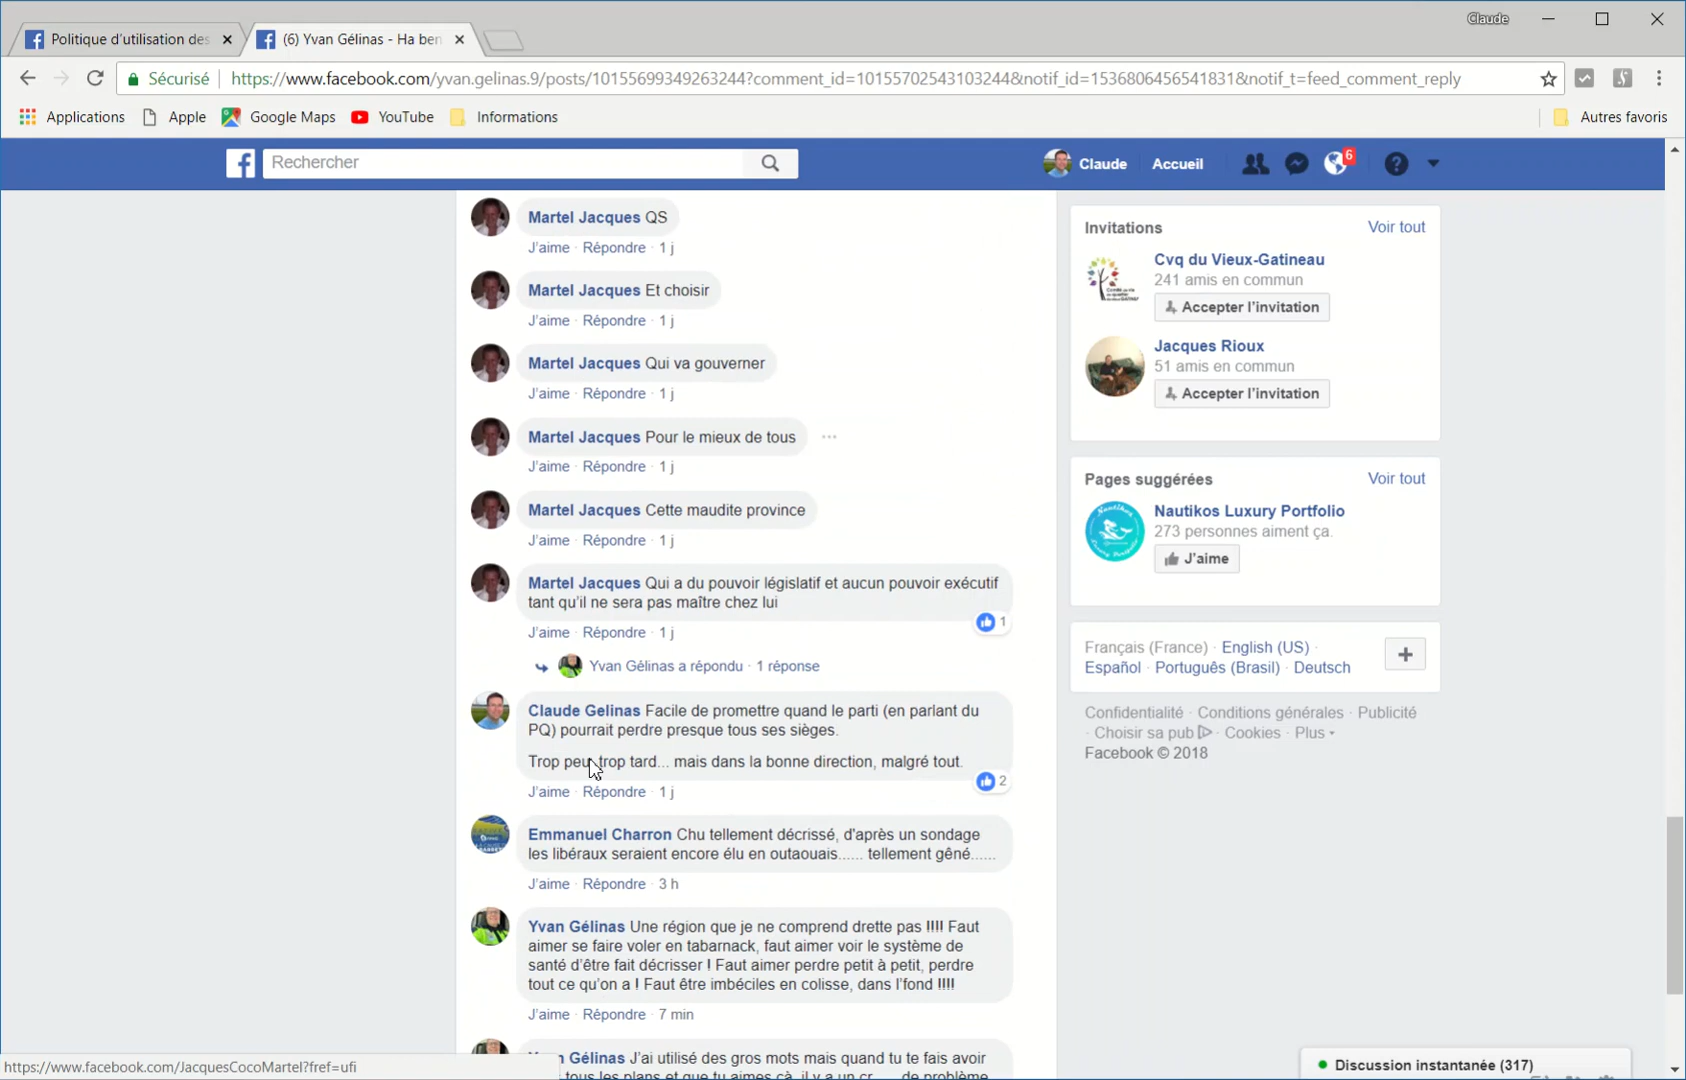 Claude
Politique d'utilisation des
(6) Yvan Gélinas - Ha ben
Sécurisé
https://www.facebook.com/yvan.gelinas.9/posts/10155699349263244?comment_id=10155702543103244&notif_id=1536806456541831&notif_t=feed_comment_reply
Applications Apple Google Maps YouTube Informations Autres favoris
Rechercher
Claude Accueil 6
Martel Jacques QS
J'aime · Répondre · 1 j
Martel Jacques Et choisir
J'aime · Répondre · 1 j
Martel Jacques Qui va gouverner
J'aime · Répondre · 1 j
Martel Jacques Pour le mieux de tous
J'aime · Répondre · 1 j
Martel Jacques Cette maudite province
J'aime · Répondre · 1 j
Martel Jacques Qui a du pouvoir législatif et aucun pouvoir exécutif
tant qu'il ne sera pas maître chez lui
1
J'aime · Répondre · 1 j
Yvan Gélinas a répondu · 1 réponse
Claude Gelinas Facile de promettre quand le parti (en parlant du
PQ) pourrait perdre presque tous ses sièges.
Trop peu, trop tard... mais dans la bonne direction, malgré tout.
2
J'aime · Répondre · 1 j
Emmanuel Charron Chu tellement décrissé, d'après un sondage
les libéraux seraient encore élu en outaouais...... tellement gêné......
J'aime · Répondre · 3 h
Yvan Gélinas Une région que je ne comprend drette pas !!!! Faut
aimer se faire voler en tabarnack, faut aimer voir le système de
santé d'être fait décrisser ! Faut aimer perdre petit à petit, perdre
tout ce qu'on a ! Faut être imbéciles en colisse, dans l'fond !!!!
J'aime · Répondre · 7 min
Gélinas J'ai utilisé des gros mots mais quand tu te fais avoir
tous les plans et que tu aimes çà, il y a un cr.... de problème
Invitations Voir tout
Cvq du Vieux-Gatineau
241 amis en commun
Accepter l'invitation
Jacques Rioux
51 amis en commun
Accepter l'invitation
Pages suggérées Voir tout
Nautikos Luxury Portfolio
273 personnes aiment ça.
J'aime
Français (France) · English (US) ·
Español · Português (Brasil) · Deutsch
Confidentialité · Conditions générales · Publicité
· Choisir sa pub · Cookies · Plus
Facebook © 2018
https://www.facebook.com/JacquesCocoMartel?fref=ufi
Discussion instantanée (317)